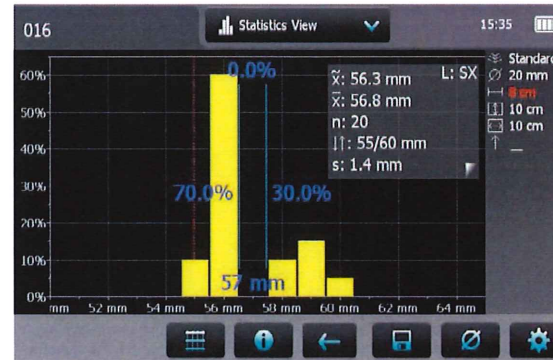 016
Statistics View
15:35
60%
50%
40%
30%
20%
10%
0%
0.0%
70.0%
30.0%
57 mm
x̃: 56.3 mm
L: SX
x̄: 56.8 mm
n: 20
↓↑: 55/60 mm
s: 1.4 mm
Standard
20 mm
8 cm
10 cm
10 cm
mm 52 mm 54 mm 56 mm 58 mm 60 mm 62 mm 64 mm